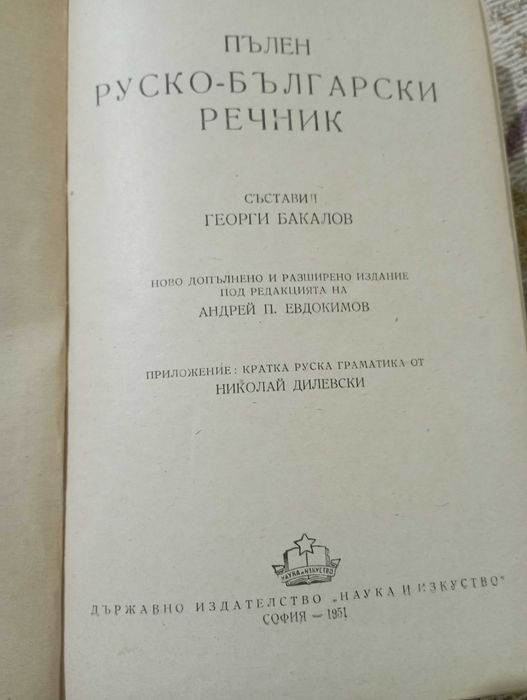 ПЪЛЕН
РУСКО-БЪЛГАРСКИ
РЕЧНИК
СЪСТАВИЛ
ГЕОРГИ БАКАЛОВ
НОВО ДОПЪЛНЕНО И РАЗШИРЕНО ИЗДАНИЕ
ПОД РЕДАКЦИЯТА НА
АНДРЕЙ П. ЕВДОКИМОВ
ПРИЛОЖЕНИЕ: КРАТКА РУСКА ГРАМАТИКА ОТ
НИКОЛАЙ ДИЛЕВСКИ
НАУКА И ИЗКУСТВО
ДЪРЖАВНО ИЗДАТЕЛСТВО „НАУКА И ИЗКУСТВО"
СОФИЯ — 1951